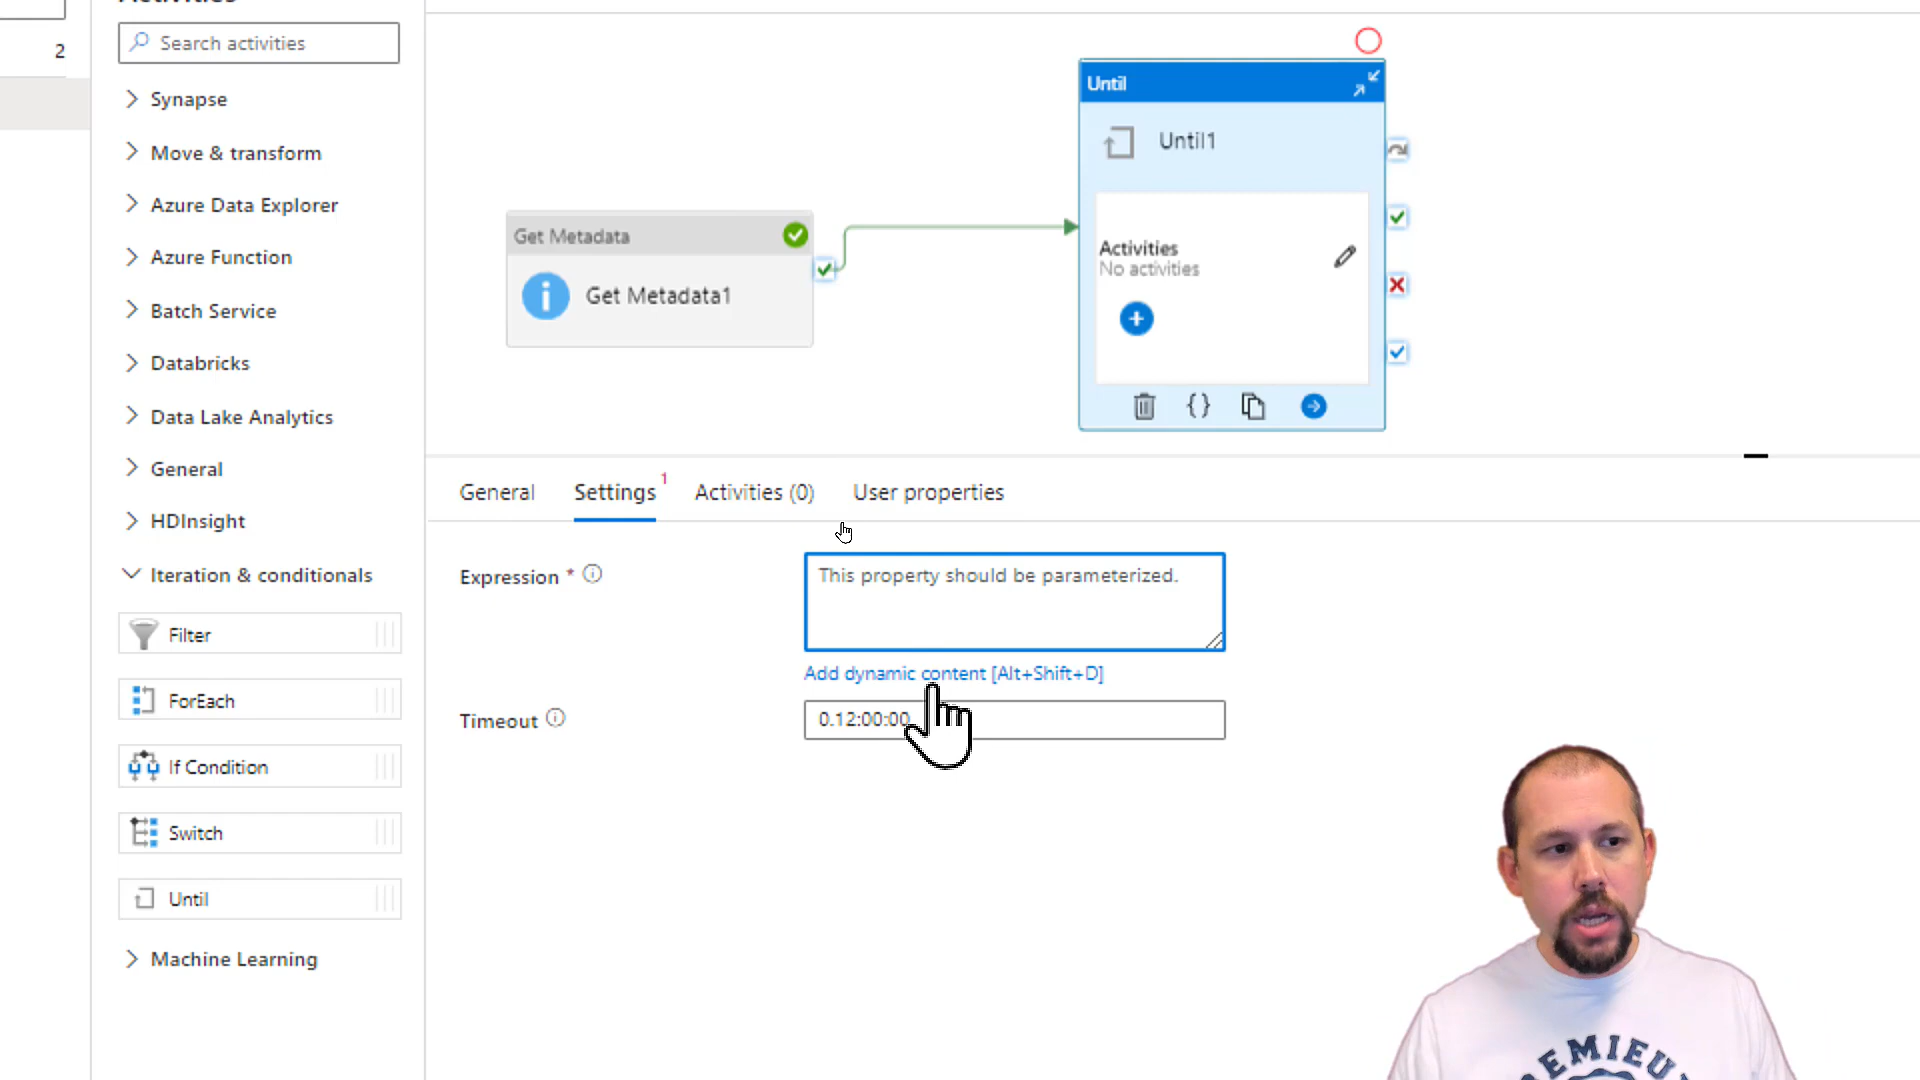 2
Search activities
Synapse
Move & transform
Azure Data Explorer
Azure Function
Batch Service
Databricks
Data Lake Analytics
General
HDInsight
Iteration & conditionals
Filter
ForEach
If Condition
Switch
Until
Machine Learning
Get Metadata
Get Metadata1
Until
Until1
Activities
No activities
General
Settings 1
Activities (0)
User properties
Expression *
This property should be parameterized.
Add dynamic content [Alt+Shift+D]
Timeout
0.12:00:00